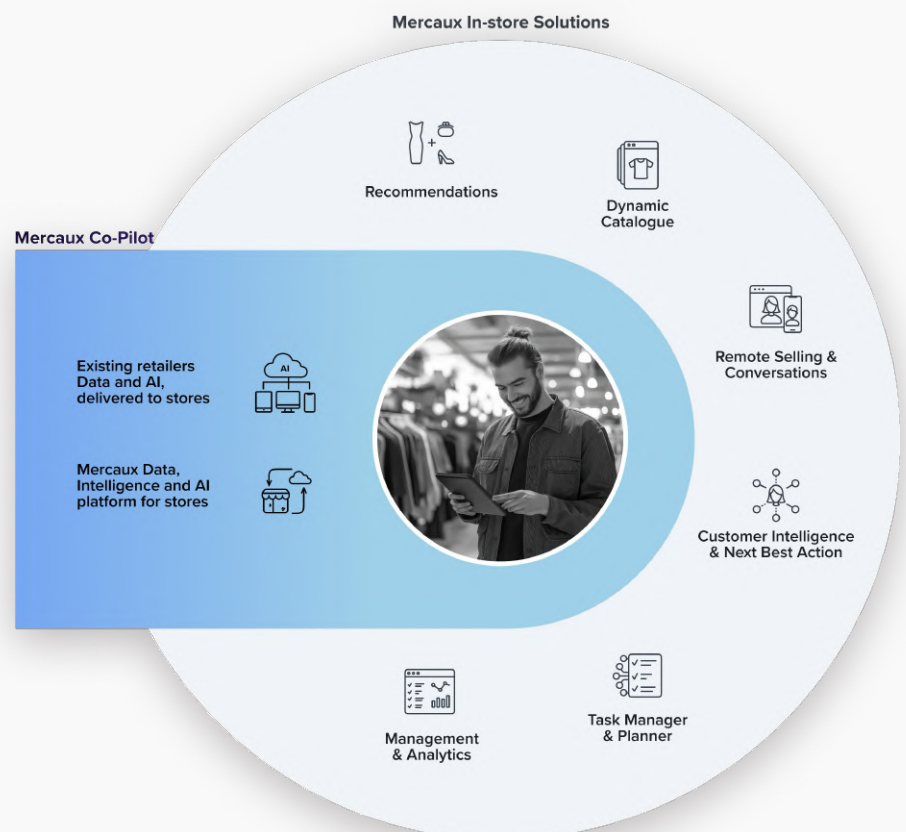 Mercaux In-store Solutions
Recommendations
Dynamic
Catalogue
Mercaux Co-Pilot
Existing retailers
Data and AI,
delivered to stores
AI
Remote Selling &
Conversations
Mercaux Data,
Intelligence and AI
platform for stores
Customer Intelligence
& Next Best Action
Task Manager
& Planner
Management
& Analytics